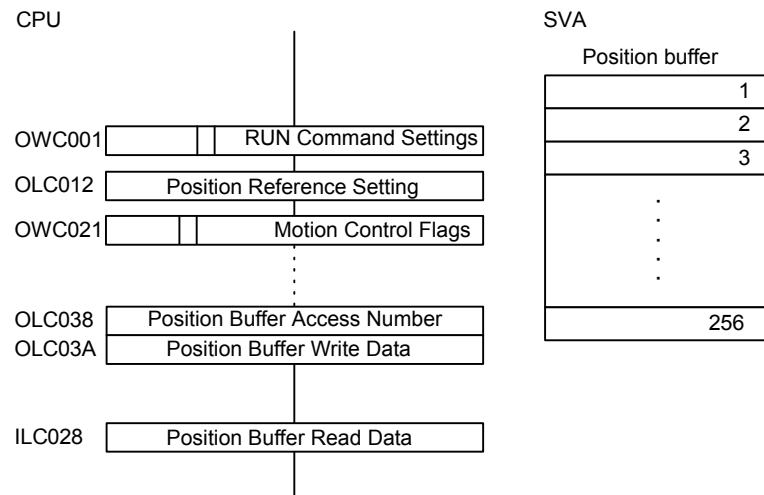 CPU
SVA
Position buffer
1
2
3
256
OWC001 RUN Command Settings
OLC012 Position Reference Setting
OWC021 Motion Control Flags
OLC038 Position Buffer Access Number
OLC03A Position Buffer Write Data
ILC028 Position Buffer Read Data